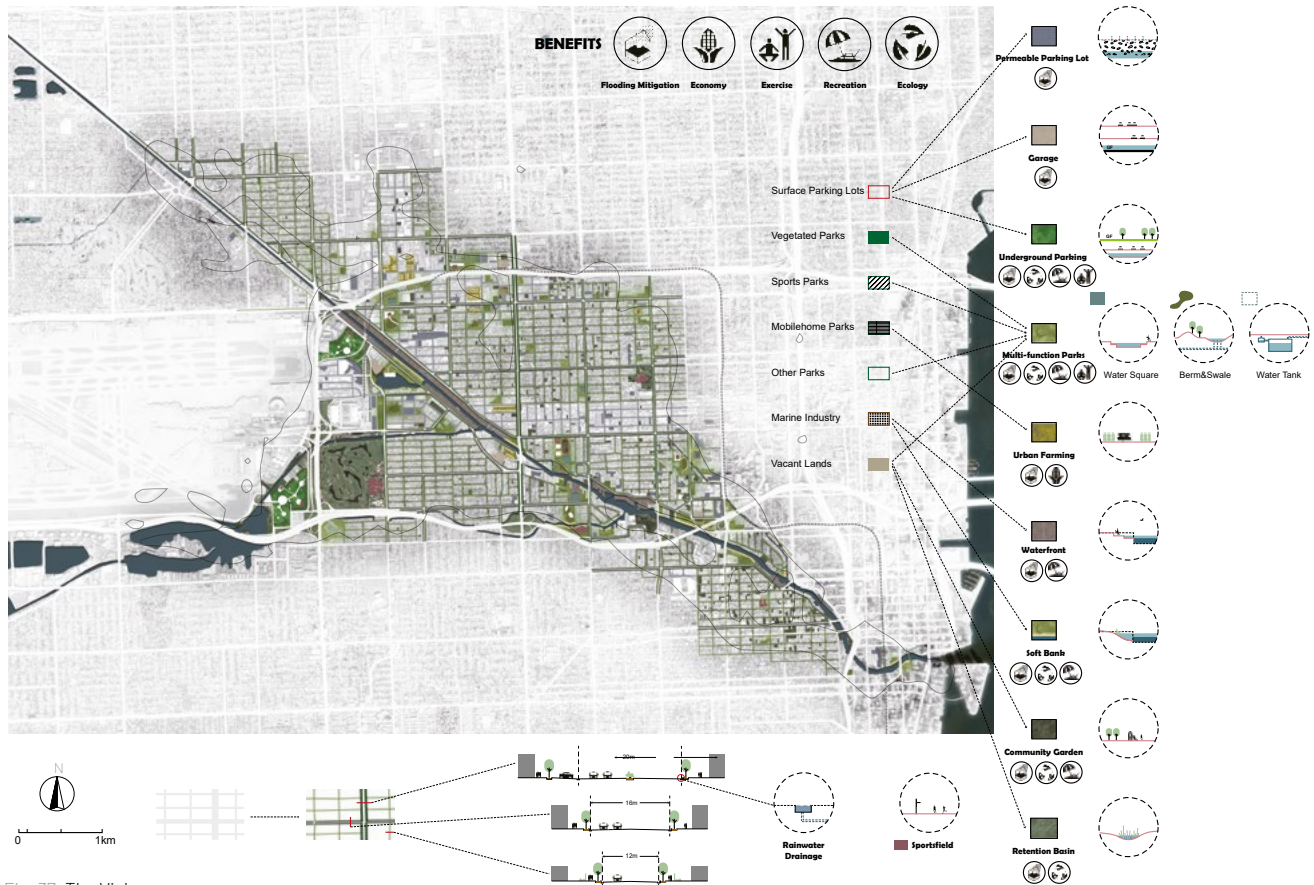 BENEFITS
Flooding Mitigation
Economy
Exercise
Recreation
Ecology
Surface Parking Lots
Vegetated Parks
Sports Parks
Mobilehome Parks
Other Parks
Marine Industry
Vacant Lands
Permeable Parking Lot
Garage
GF
Underground Parking
GF
Multi-function Parks
Water Square
Berm&Swale
Water Tank
Urban Farming
Waterfront
Soft Bank
Community Garden
Retention Basin
N
0 1km
20m
16m
12m
Rainwater
Drainage
Sportsfield